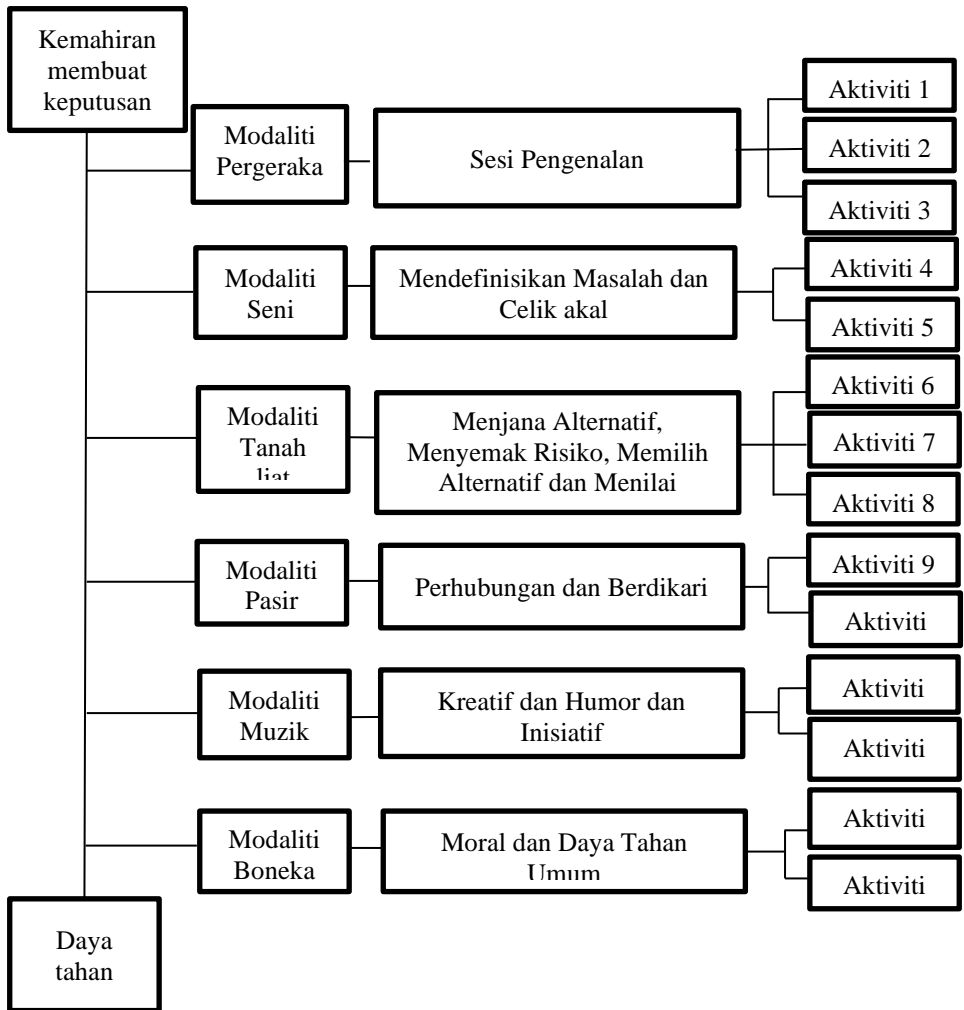 Kemahiran
membuat
keputusan
Modaliti
Pergeraka
Sesi Pengenalan
Aktiviti 1
Aktiviti 2
Aktiviti 3
Modaliti
Seni
Mendefinisikan Masalah dan
Celik akal
Aktiviti 4
Aktiviti 5
Modaliti
Tanah
liat
Menjana Alternatif,
Menyemak Risiko, Memilih
Alternatif dan Menilai
Aktiviti 6
Aktiviti 7
Aktiviti 8
Modaliti
Pasir
Perhubungan dan Berdikari
Aktiviti 9
Aktiviti
Modaliti
Muzik
Kreatif dan Humor dan
Inisiatif
Aktiviti
Aktiviti
Modaliti
Boneka
Moral dan Daya Tahan
Umum
Aktiviti
Aktiviti
Daya
tahan